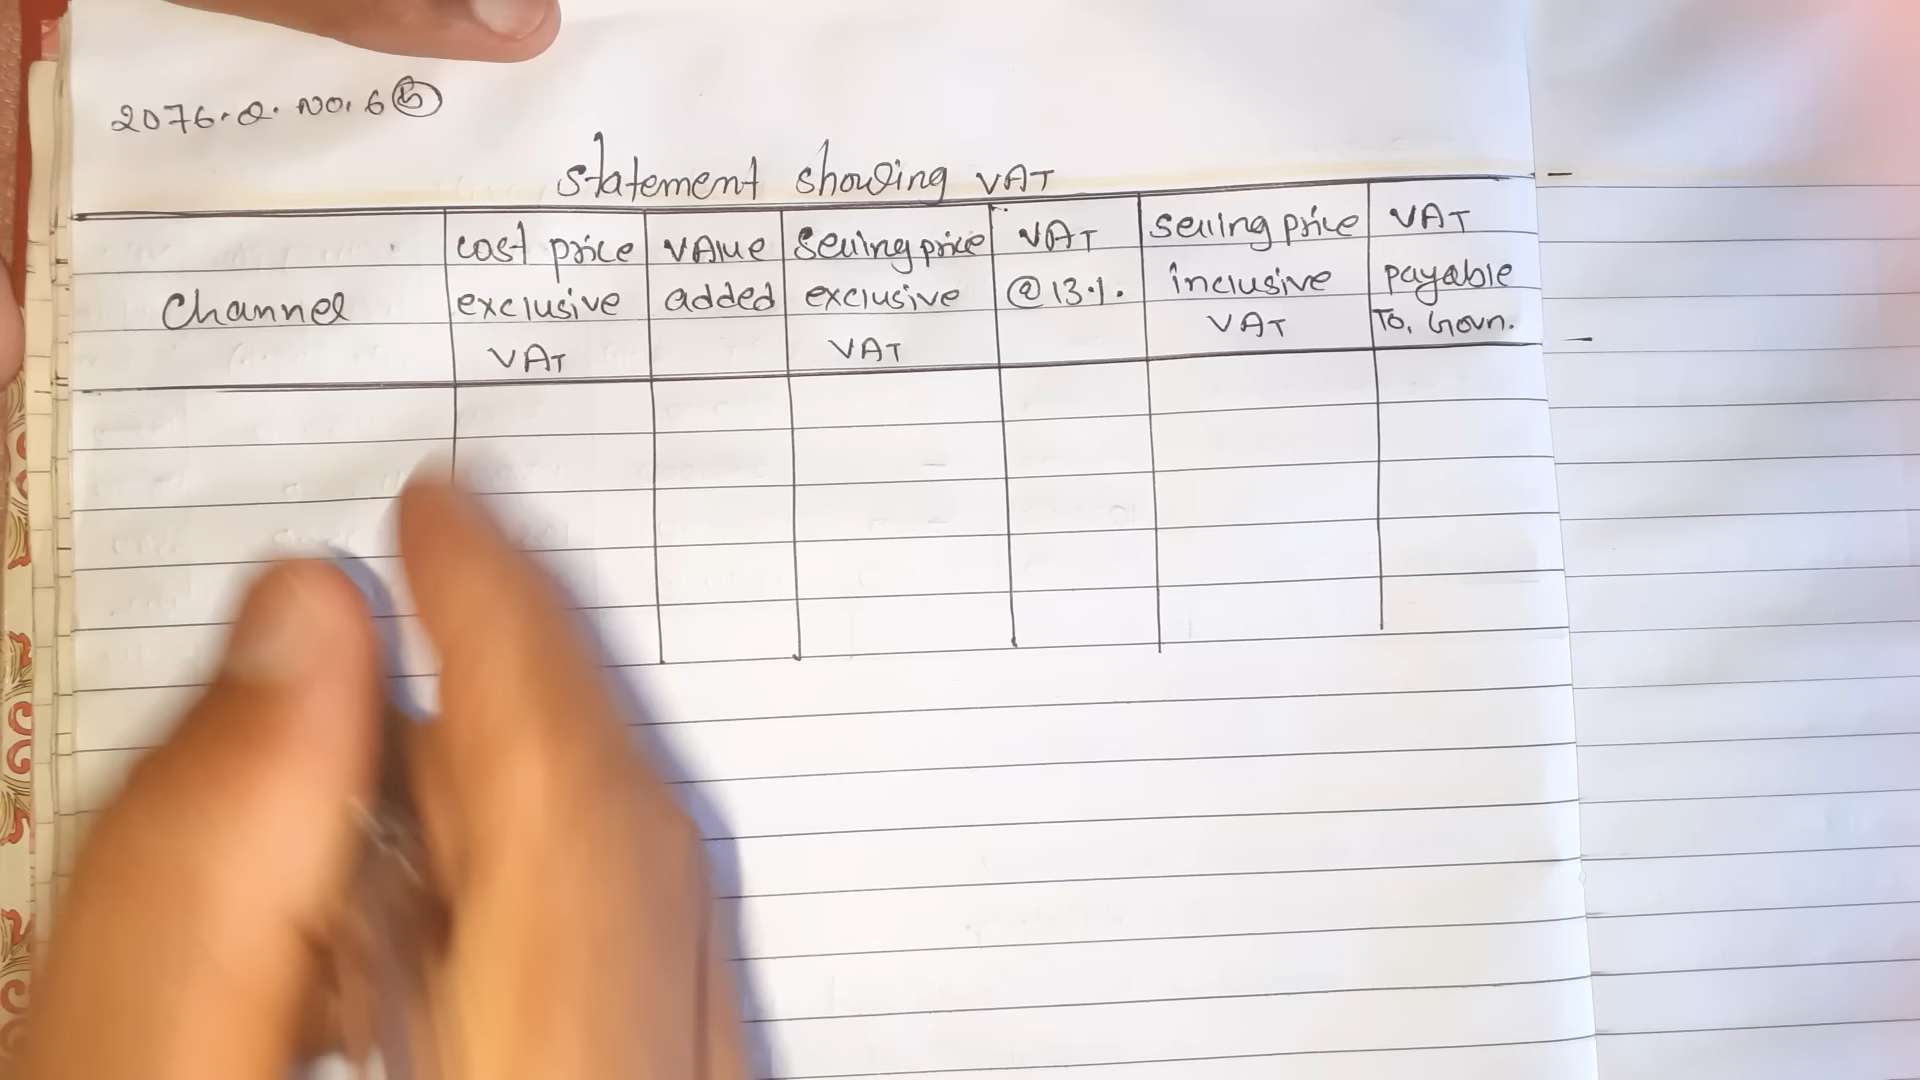 2076. Q. No. 6 (b)
Statement showing VAT
Channel
cost price
exclusive
VAT
value
added
selling price
exclusive
VAT
VAT
@ 13%.
selling price
inclusive
VAT
VAT
payable
To, Govn.